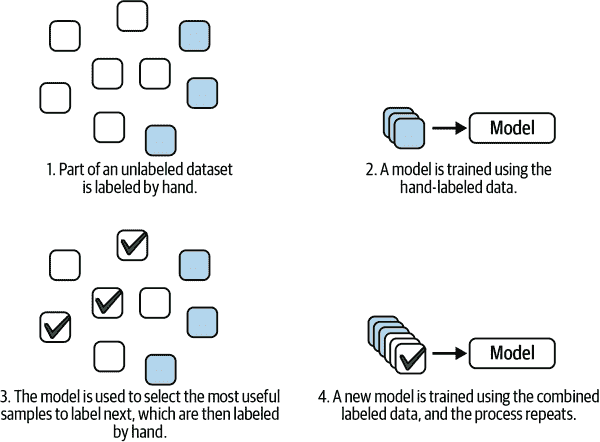 1. Part of an unlabeled dataset
is labeled by hand.
Model
2. A model is trained using the
hand-labeled data.
3. The model is used to select the most useful
samples to label next, which are then labeled
by hand.
Model
4. A new model is trained using the combined
labeled data, and the process repeats.